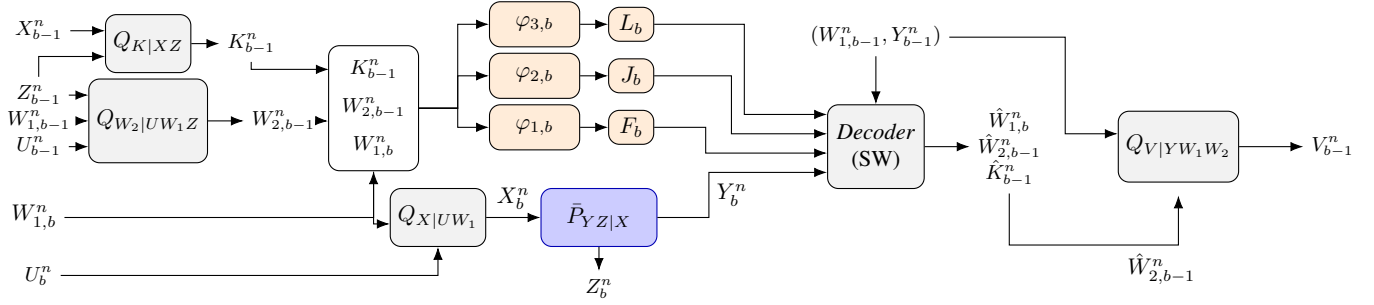 X^n_{b-1}
Q_{K|XZ}
K^n_{b-1}
Z^n_{b-1}
W^n_{1,b-1}
U^n_{b-1}
Q_{W_2|UW_1Z}
W^n_{2,b-1}
K^n_{b-1}
W^n_{2,b-1}
W^n_{1,b}
φ_{3,b}
L_b
φ_{2,b}
J_b
φ_{1,b}
F_b
(W^n_{1,b-1}, Y^n_{b-1})
Decoder
(SW)
Ŵ^n_{1,b}
Ŵ^n_{2,b-1}
K̂^n_{b-1}
Q_{V|YW_1W_2}
V^n_{b-1}
W^n_{1,b}
Q_{X|UW_1}
X^n_b
P̄_{YZ|X}
Y^n_b
U^n_b
Z^n_b
Ŵ^n_{2,b-1}